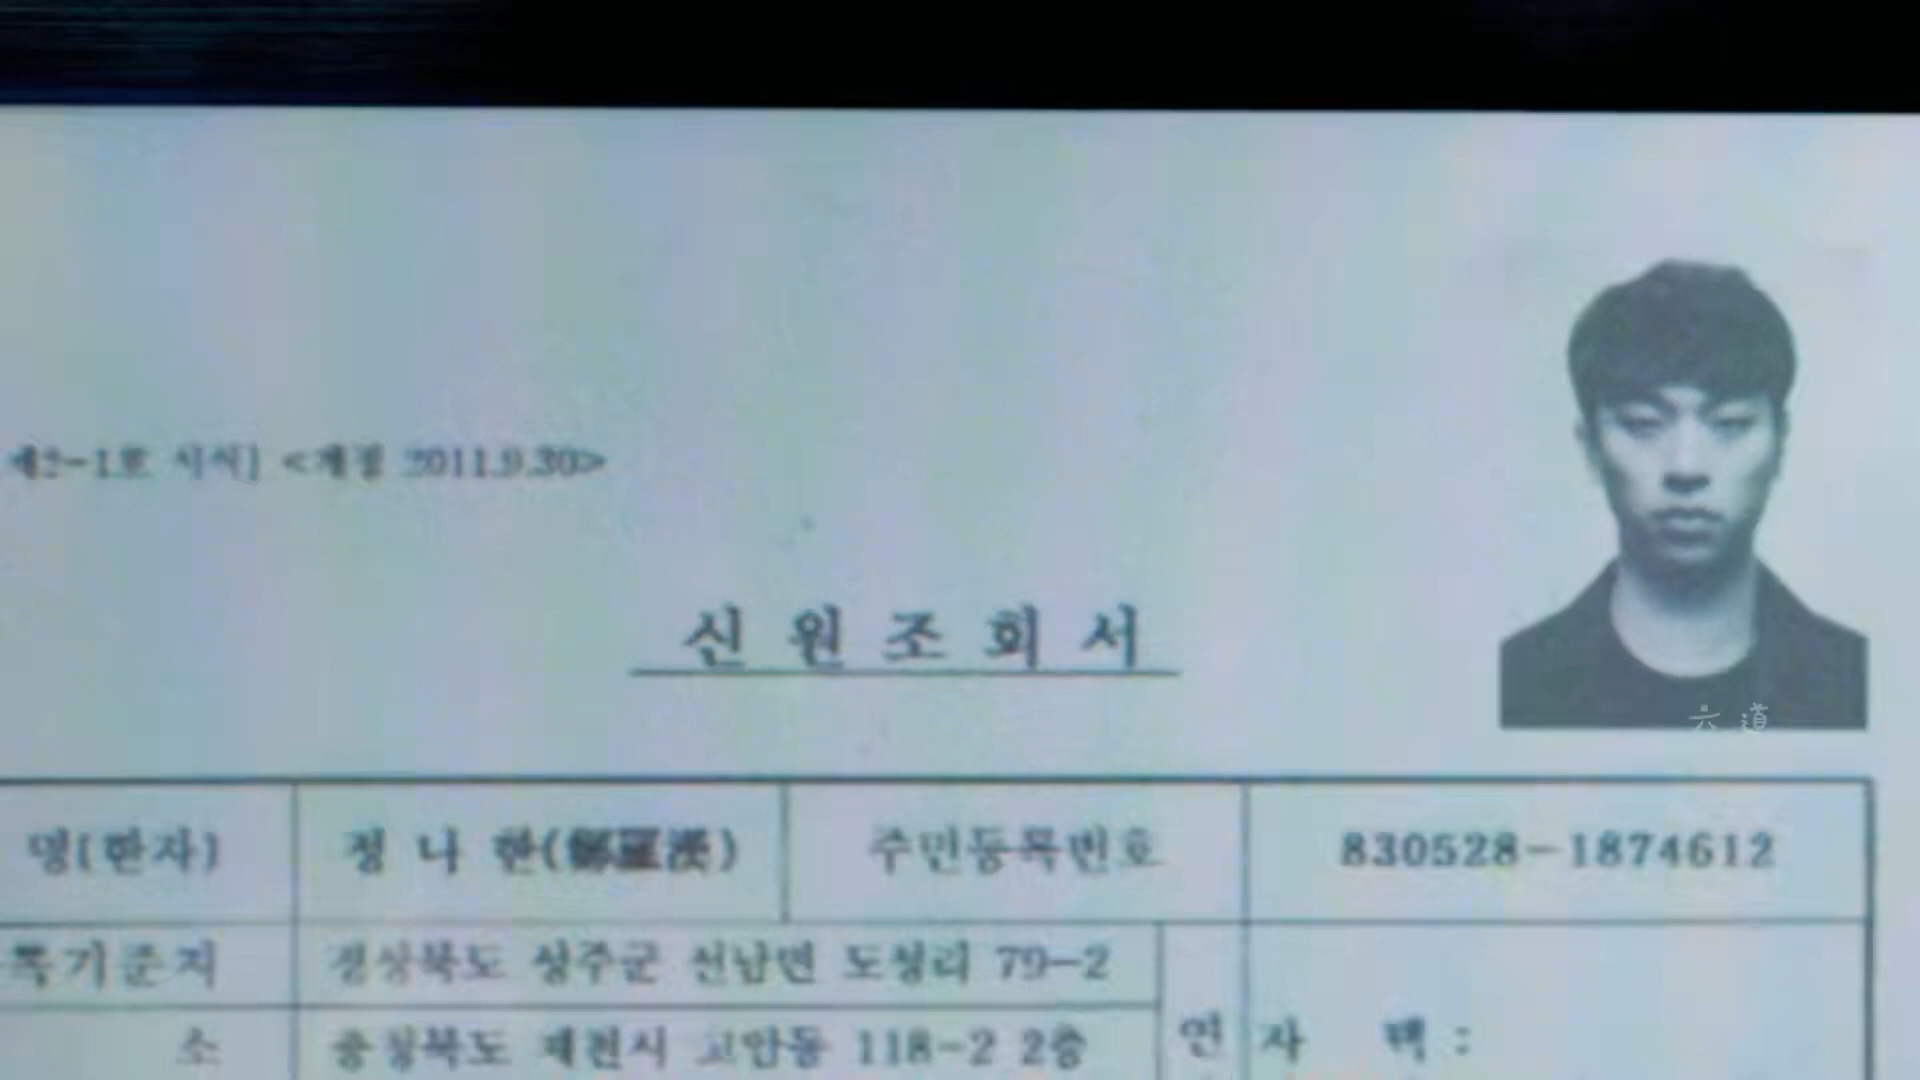 제2-1호 서식] <개정 2011.9.30>
신 원 조 회 서
六 道
명(한자) 정 나 한(鄭羅漢) 주민등록번호 830528-1874612
록기준지 경상북도 상주군 선남면 도성리 79-2
소 충청북도 제천시 고암동 118-2 2층
연 자 택 :